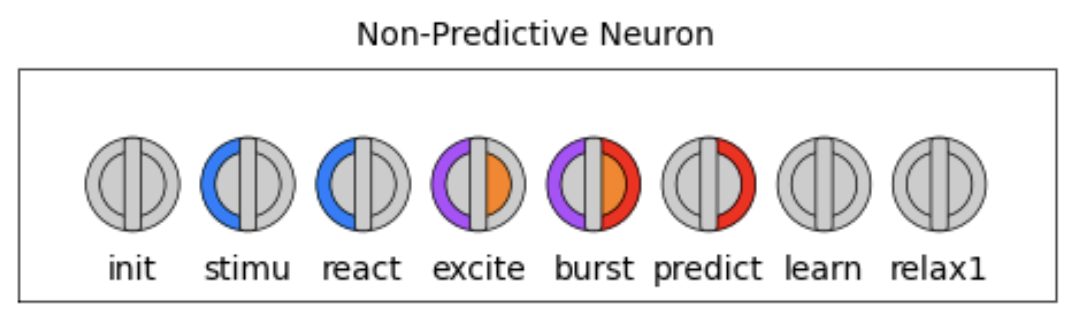 Non-Predictive Neuron
init stimu react excite burst predict learn relax1